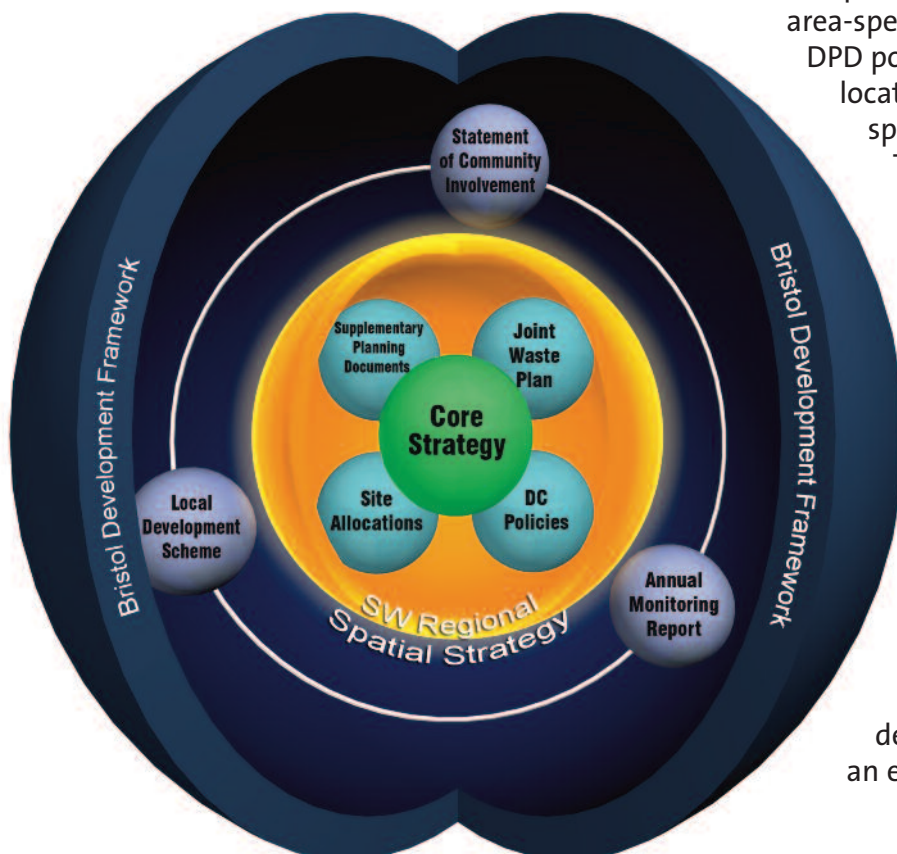 area-spe
DPD po
locat
sp
Statement
of Community
Involvement
Bristol Development Framework
Bristol Development Framework
Supplementary
Planning
Documents
Joint
Waste
Plan
Core
Strategy
Site
Allocations
DC
Policies
Local
Development
Scheme
Annual
Monitoring
Report
SW Regional
Spatial Strategy
de
an e